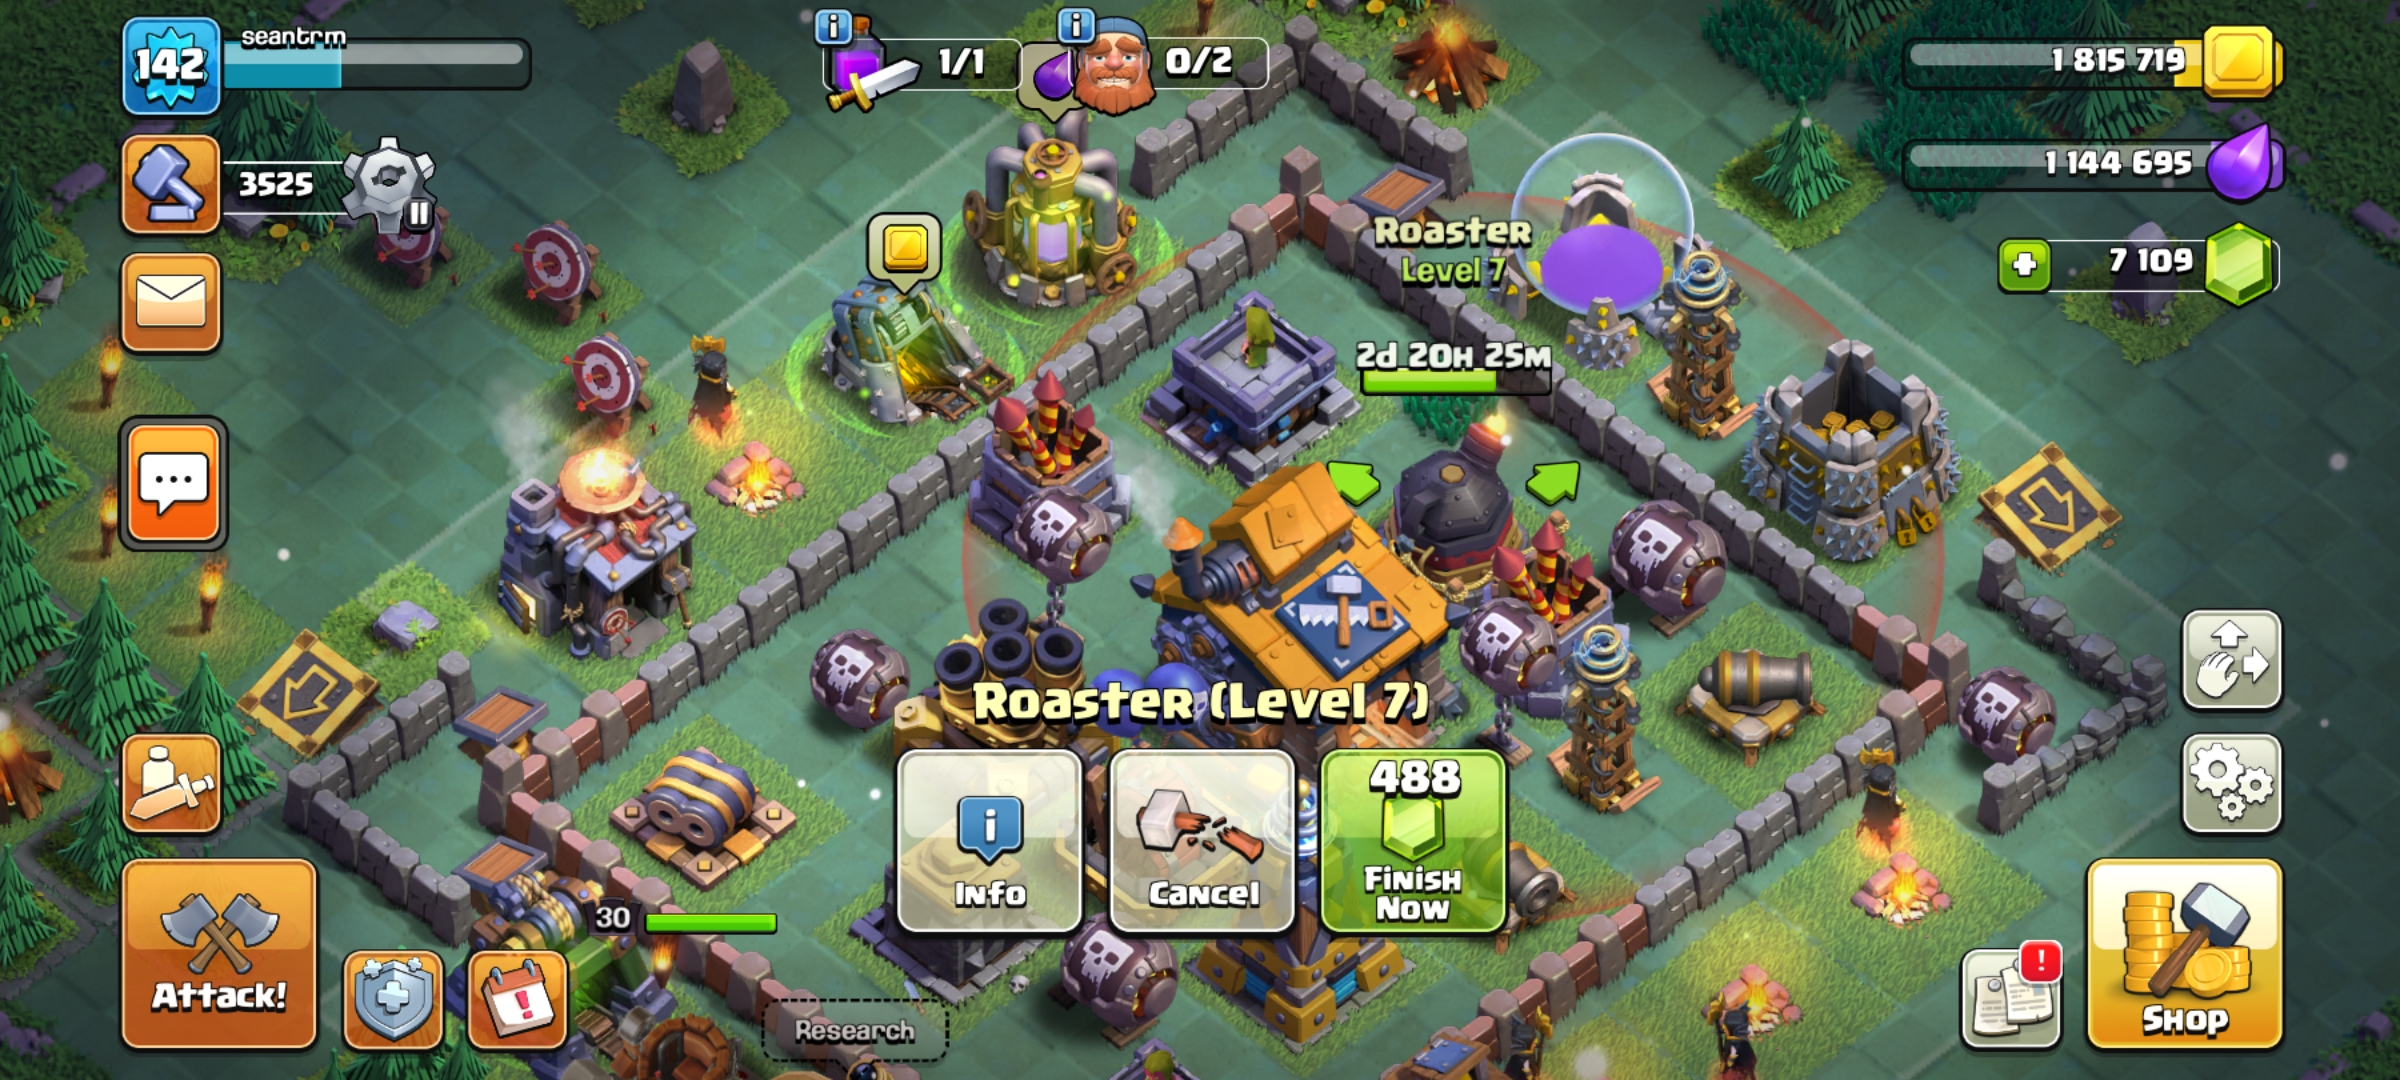 142
seantrm
1/1
0/2
1 815 719
3525
1 144 695
7 109
Roaster
Level 7
2d 20h 25m
Roaster (Level 7)
488
Info
Cancel
Finish
Now
30
Attack!
Research
!
Shop